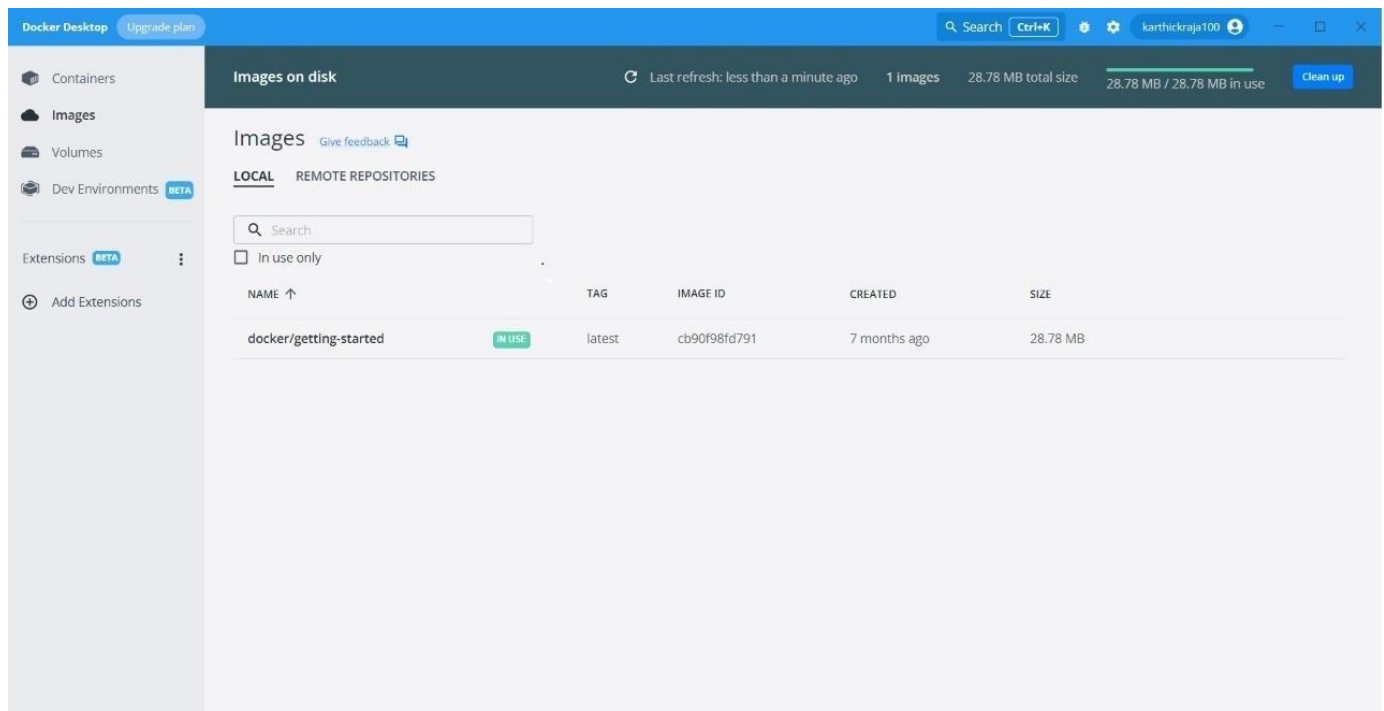 Docker Desktop Upgrade plan Search Ctrl+K karthickraja100
Containers
Images
Volumes
Dev Environments BETA
Extensions BETA
Add Extensions
Images on disk Last refresh: less than a minute ago 1 images 28.78 MB total size 28.78 MB / 28.78 MB in use Clean up
Images Give feedback
LOCAL REMOTE REPOSITORIES
Search
In use only
NAME TAG IMAGE ID CREATED SIZE
docker/getting-started IN USE latest cb90f98fd791 7 months ago 28.78 MB